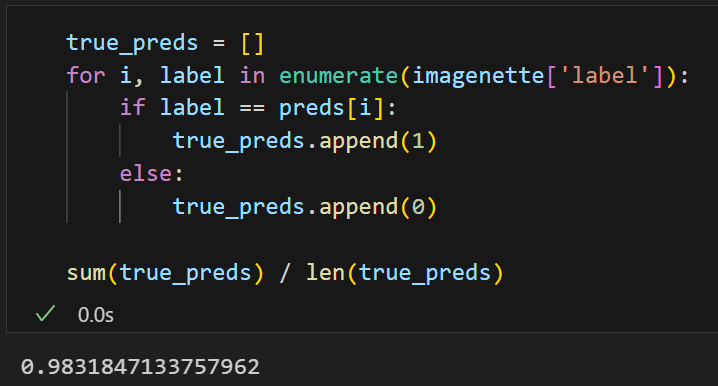 true_preds = []
for i, label in enumerate(imagenette['label']):
    if label == preds[i]:
        true_preds.append(1)
    else:
        true_preds.append(0)
sum(true_preds) / len(true_preds)
0.0s
0.9831847133757962